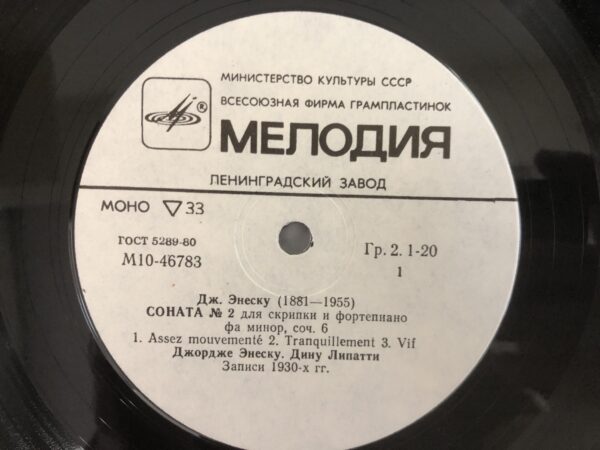 МИНИСТЕРСТВО КУЛЬТУРЫ СССР
ВСЕСОЮЗНАЯ ФИРМА ГРАМПЛАСТИНОК
®
МЕЛОДИЯ
ЛЕНИНГРАДСКИЙ ЗАВОД
МОНО ▽ 33
ГОСТ 5289-80
М10-46783
Гр. 2. 1-20
1
Дж. Энеску (1881—1955)
СОНАТА № 2 для скрипки и фортепиано
фа минор, соч. 6
1. Assez mouvementé 2. Tranquillement 3. Vif
Джордже Энеску. Дину Липатти
Записи 1930-х гг.